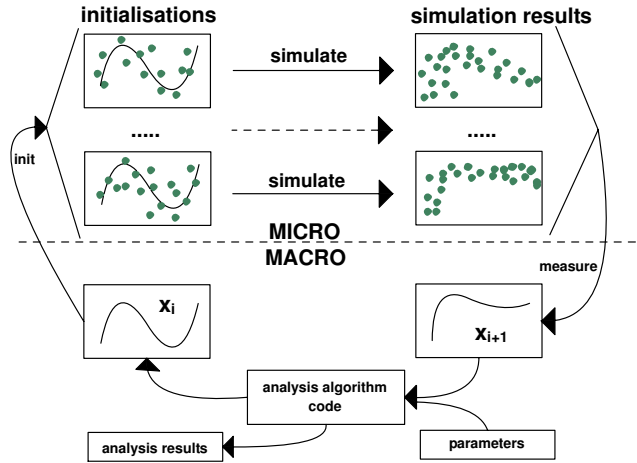 initialisations
simulation results
simulate
.....
.....
init
simulate
MICRO
MACRO
measure
xi
xi+1
analysis algorithm
code
analysis results
parameters